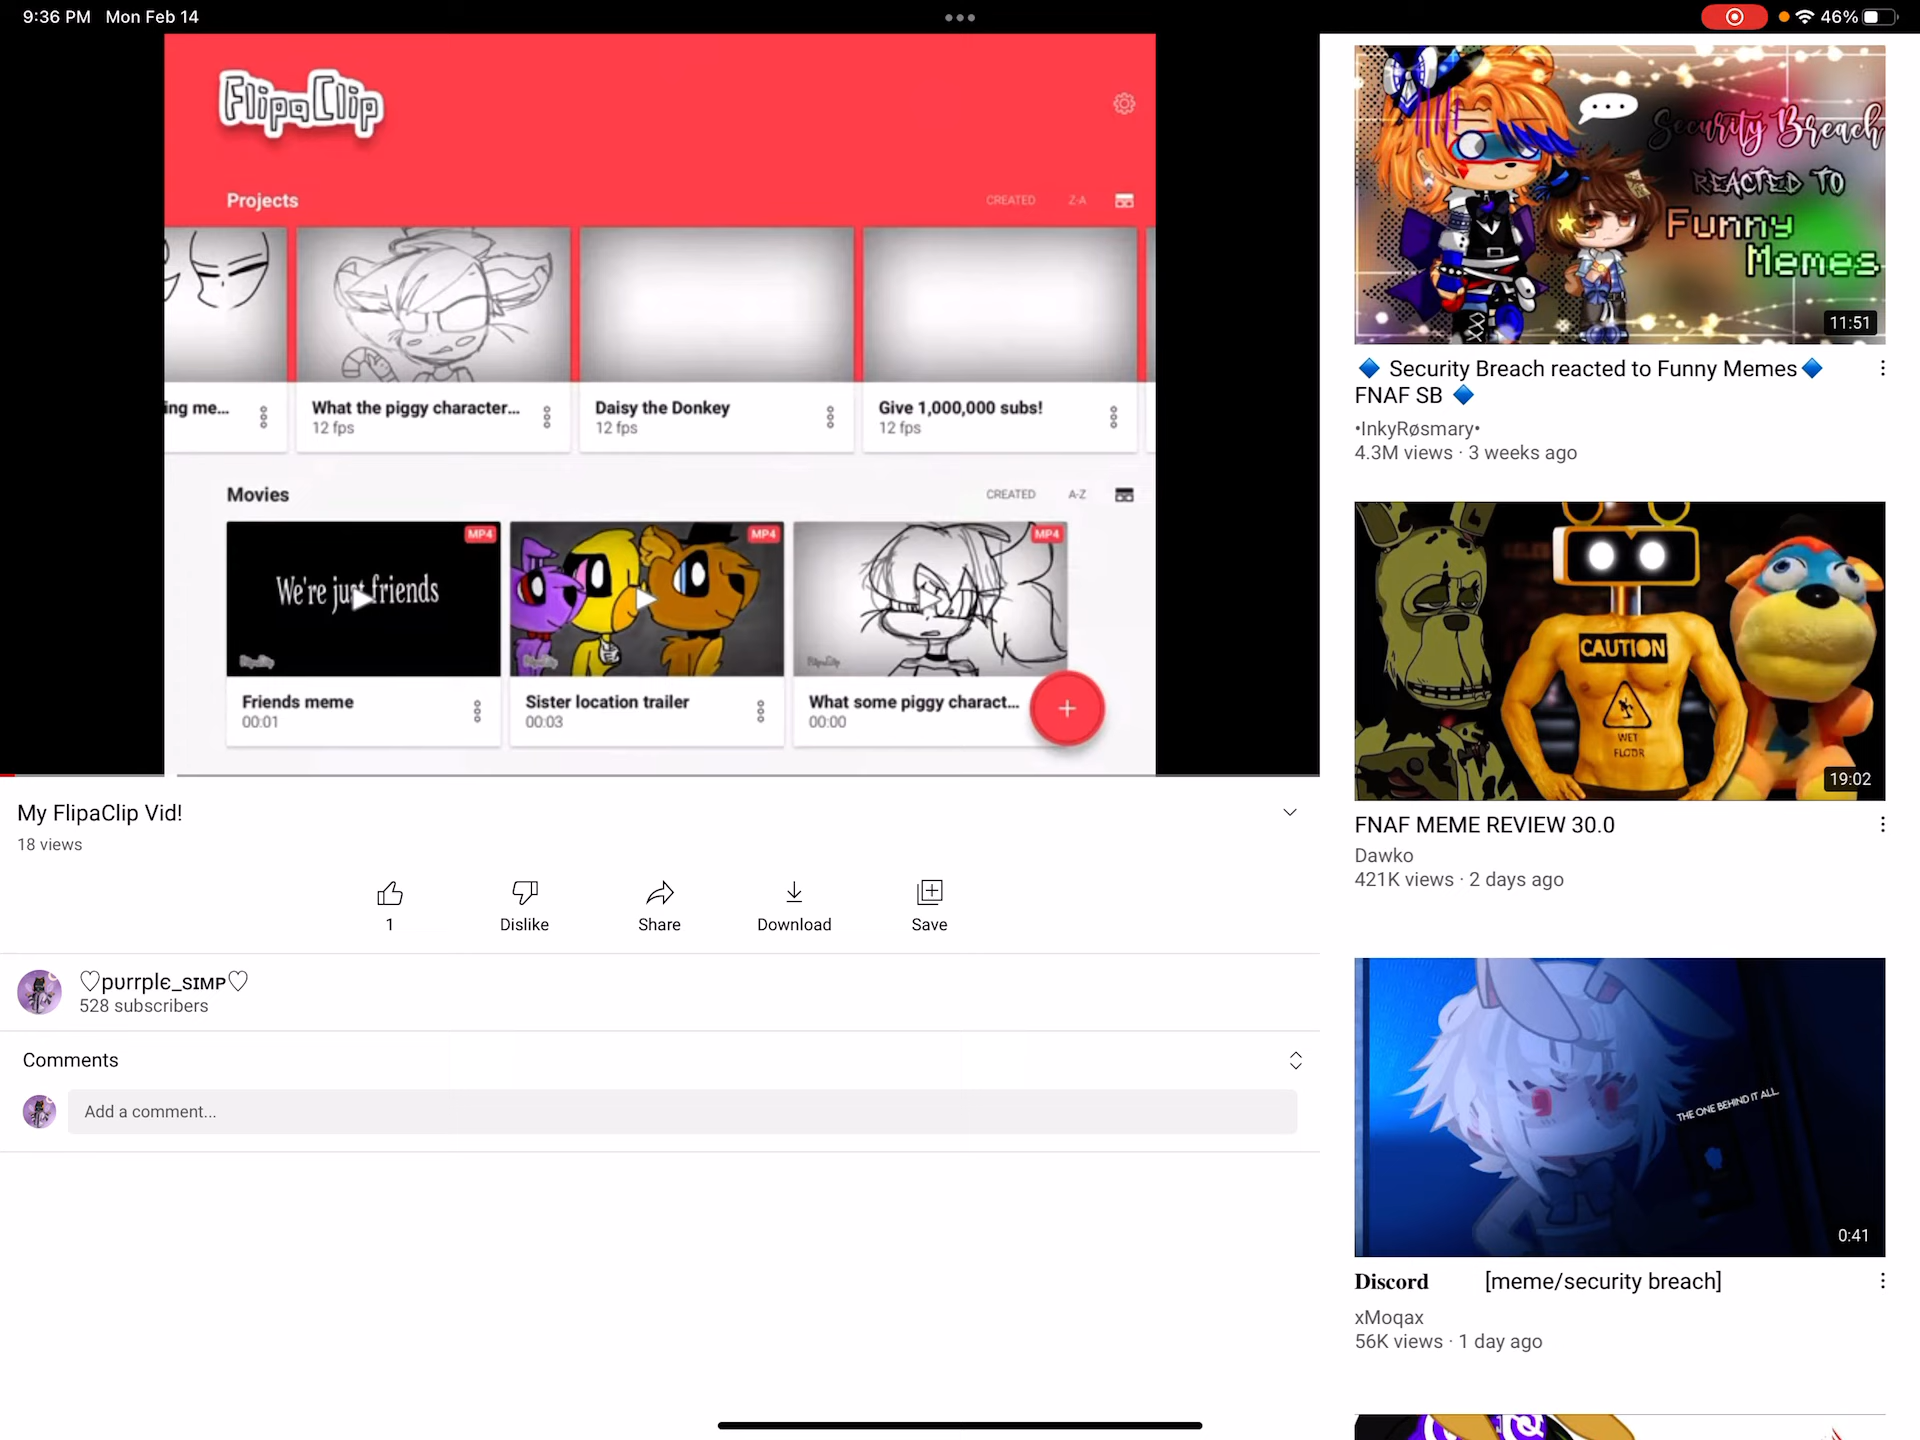 9:36 PM Mon Feb 14
46%
FlipaClip
Projects
CREATED Z-A
ing me...
What the piggy character...
12 fps
Daisy the Donkey
12 fps
Give 1,000,000 subs!
12 fps
Movies
CREATED A-Z
MP4
We're just friends
FlipaClip
Friends meme
00:01
MP4
FlipaClip
Sister location trailer
00:03
MP4
FlipaClip
What some piggy charact...
00:00
My FlipaClip Vid!
18 views
1
Dislike
Share
Download
Save
♡pυrrplє_sɪᴍᴘ♡
528 subscribers
Comments
Add a comment...
Security Breach
REACTED TO
Funny
Memes
11:51
🔷 Security Breach reacted to Funny Memes🔷
FNAF SB 🔷
•InkyRøsmary•
4.3M views · 3 weeks ago
CAUTION
WET
FLOOR
19:02
FNAF MEME REVIEW 30.0
Dawko
421K views · 2 days ago
THE ONE BEHIND IT ALL.
0:41
𝐃𝐢𝐬𝐜𝐨𝐫𝐝 [meme/security breach]
xMoqax
56K views · 1 day ago